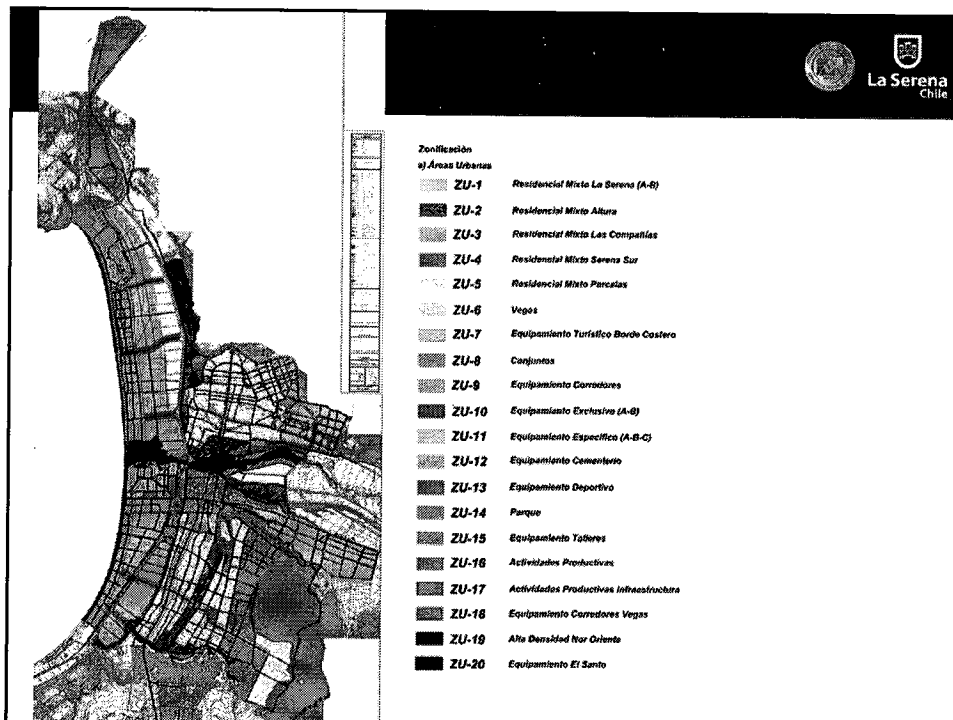 La Serena
Chile
Zonificación
a) Áreas Urbanas
ZU-1 Residencial Mixto La Serena (A-B)
ZU-2 Residencial Mixto Altura
ZU-3 Residencial Mixto Las Compañías
ZU-4 Residencial Mixto Serena Sur
ZU-5 Residencial Mixto Parcelas
ZU-6 Vegas
ZU-7 Equipamiento Turístico Borde Costero
ZU-8 Conjuntos
ZU-9 Equipamiento Corredores
ZU-10 Equipamiento Exclusivo (A-B)
ZU-11 Equipamiento Específico (A-B-C)
ZU-12 Equipamiento Cementerio
ZU-13 Equipamiento Deportivo
ZU-14 Parque
ZU-15 Equipamiento Talleres
ZU-16 Actividades Productivas
ZU-17 Actividades Productivas Infraestructura
ZU-18 Equipamiento Corredores Vegas
ZU-19 Alta Densidad Nor Oriente
ZU-20 Equipamiento El Santo